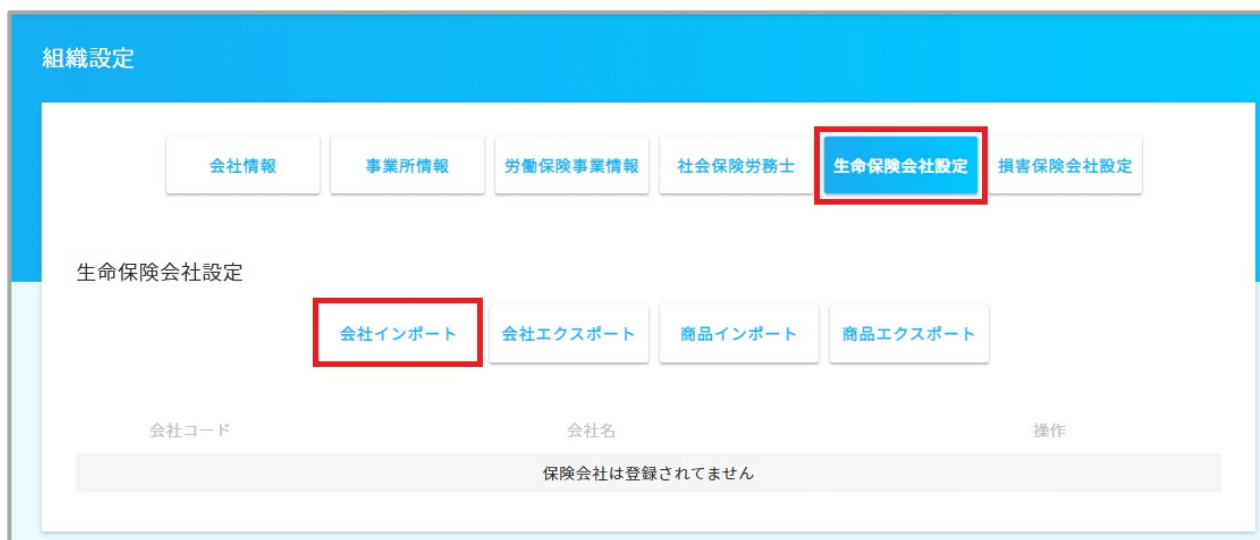 組織設定
会社情報 事業所情報 労働保険事業情報 社会保険労務士 生命保険会社設定 損害保険会社設定
生命保険会社設定
会社インポート 会社エクスポート 商品インポート 商品エクスポート
会社コード 会社名 操作
保険会社は登録されてません